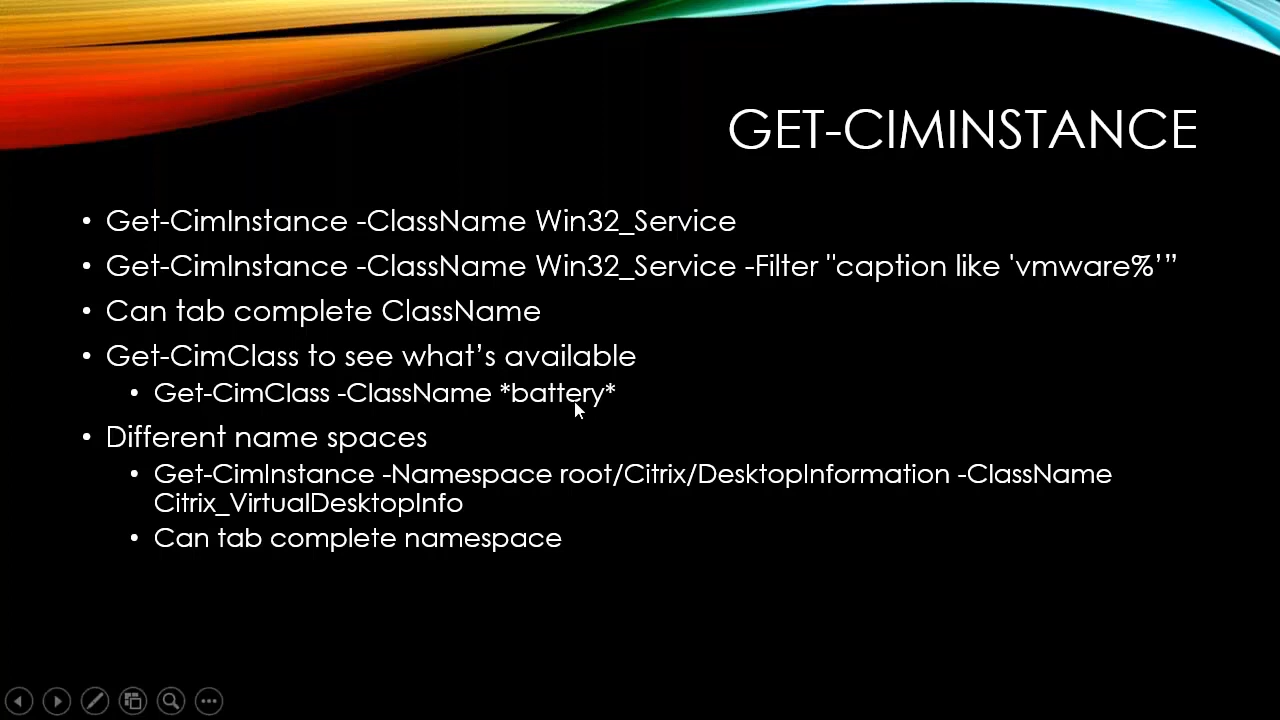 GET-CIMINSTANCE
• Get-CimInstance -ClassName Win32_Service
• Get-CimInstance -ClassName Win32_Service -Filter "caption like 'vmware%’”
• Can tab complete ClassName
• Get-CimClass to see what’s available
• Get-CimClass -ClassName *battery*
• Different name spaces
• Get-CimInstance -Namespace root/Citrix/DesktopInformation -ClassName
Citrix_VirtualDesktopInfo
• Can tab complete namespace